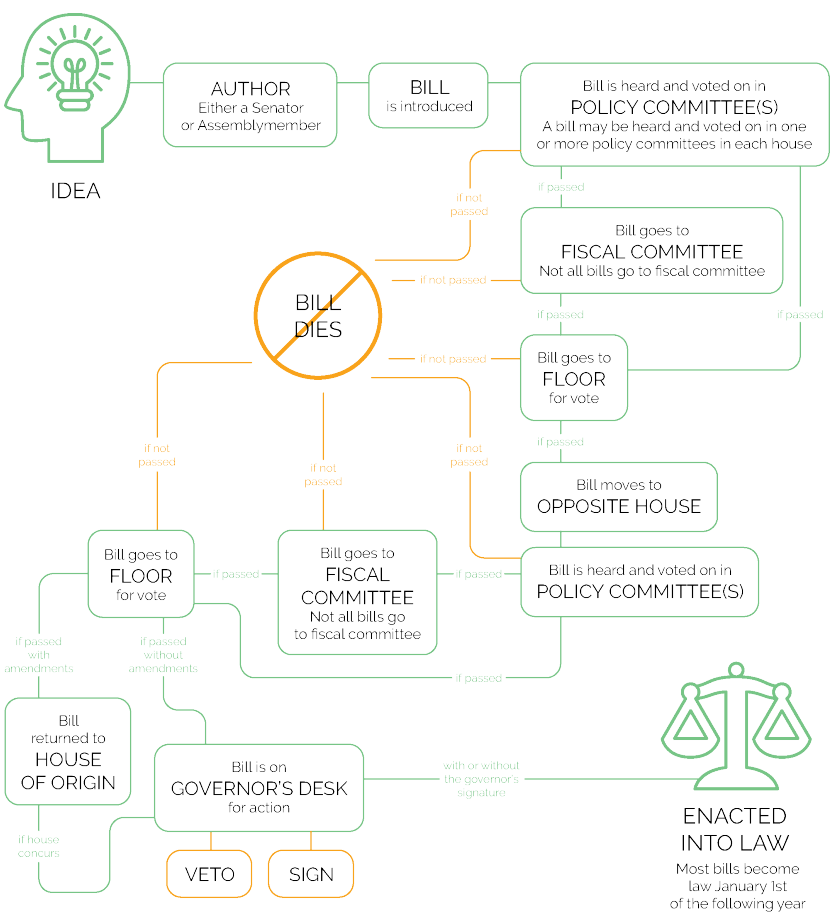 IDEA
AUTHOR
Either a Senator
or Assemblymember
BILL
is introduced
Bill is heard and voted on in
POLICY COMMITTEE(S)
A bill may be heard and voted on in one
or more policy committees in each house
if not
passed
if passed
Bill goes to
FISCAL COMMITTEE
Not all bills go to fiscal committee
if not passed
if passed
if passed
BILL
DIES
if not passed
Bill goes to
FLOOR
for vote
if passed
if not
passed
if not
passed
if not
passed
Bill moves to
OPPOSITE HOUSE
Bill is heard and voted on in
POLICY COMMITTEE(S)
if passed
Bill goes to
FISCAL
COMMITTEE
Not all bills go
to fiscal committee
if passed
Bill goes to
FLOOR
for vote
if passed
if passed
with
amendments
if passed
without
amendments
Bill
returned to
HOUSE
OF ORIGIN
if house
concurs
Bill is on
GOVERNOR'S DESK
for action
VETO
SIGN
with or without
the governor's
signature
ENACTED
INTO LAW
Most bills become
law January 1st
of the following year